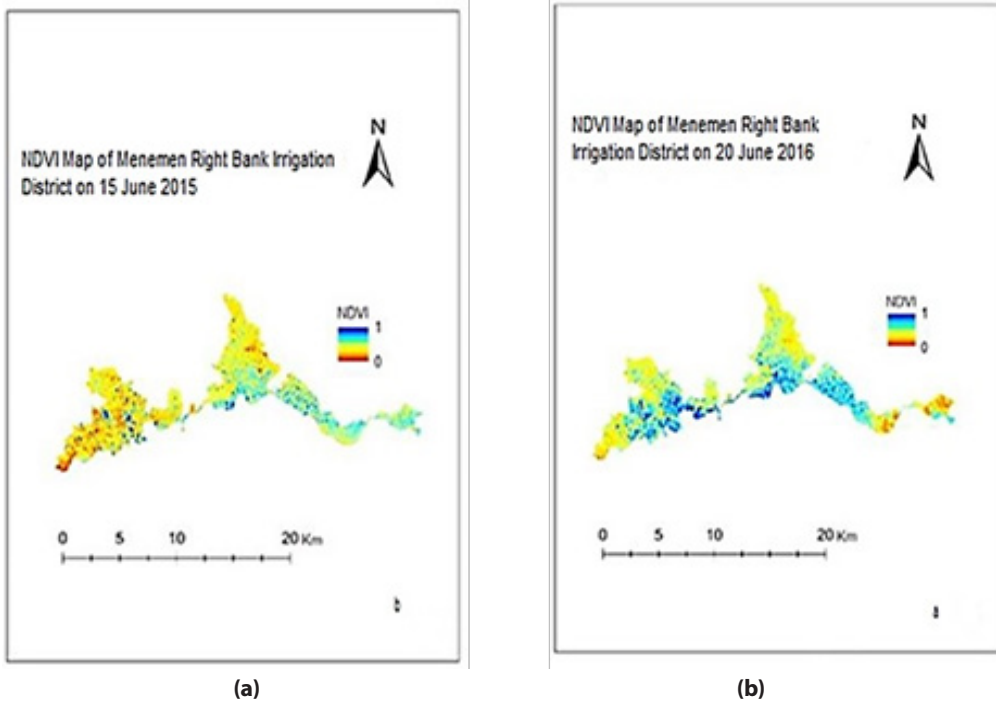 NDVI Map of Menemen Right Bank Irrigation
District on 15 June 2015
N
NDVI
1
0
0 5 10 20 Km
b
(a)
NDVI Map of Menemen Right Bank
Irrigation District on 20 June 2016
N
NDVI
1
0
0 5 10 20 Km
a
(b)